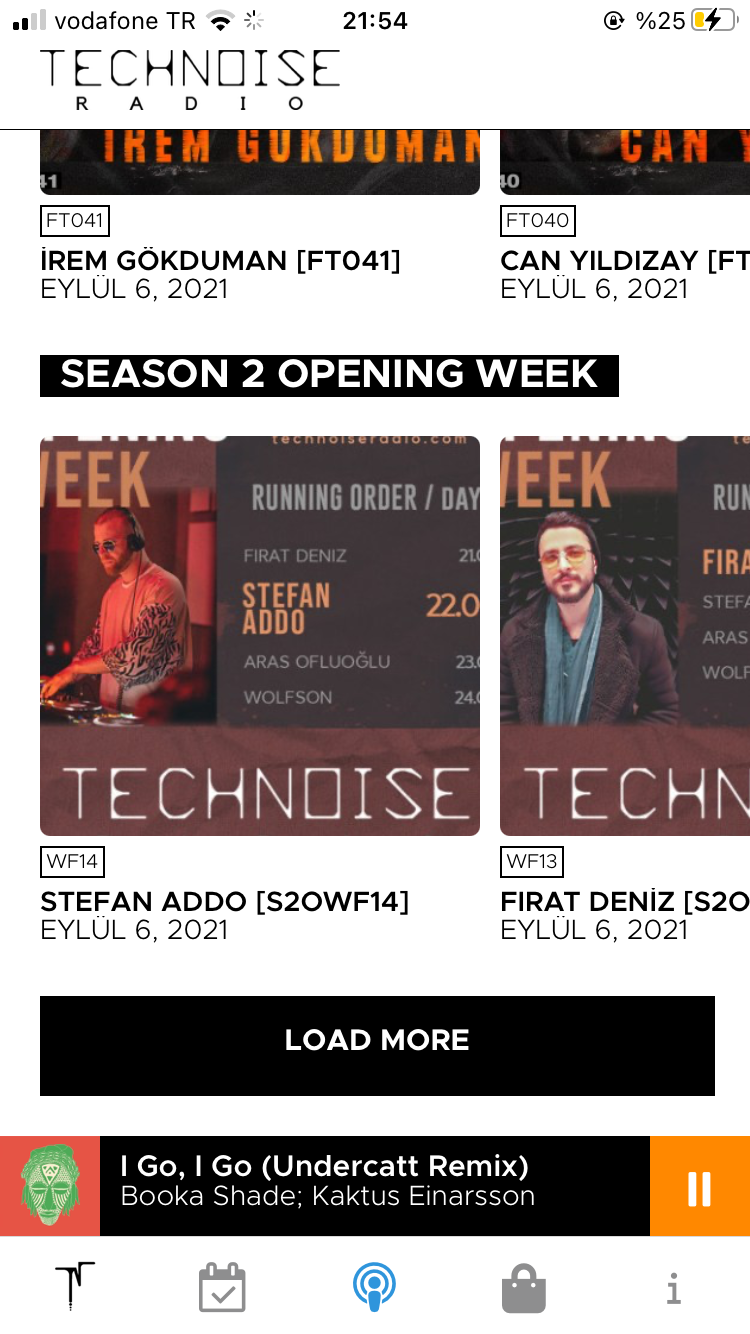 vodafone TR 21:54 %25
TECHNOISE
RADIO
İREM GÖKDUMAN CAN
41 40
FT041 FT040
İREM GÖKDUMAN [FT041] CAN YILDIZAY [FT
EYLÜL 6, 2021 EYLÜL 6, 2021
SEASON 2 OPENING WEEK
technoiseradio.com
WEEK
RUNNING ORDER / DAY
FIRAT DENIZ 21.0
STEFAN
ADDO 22.0
ARAS OFLUOĞLU 23.0
WOLFSON 24.0
TECHNOISE
WF14
STEFAN ADDO [S2OWF14]
EYLÜL 6, 2021
WEEK
RUN
FIRA
STEFA
ARAS
WOLF
TECHN
WF13
FIRAT DENİZ [S2O
EYLÜL 6, 2021
LOAD MORE
I Go, I Go (Undercatt Remix)
Booka Shade; Kaktus Einarsson